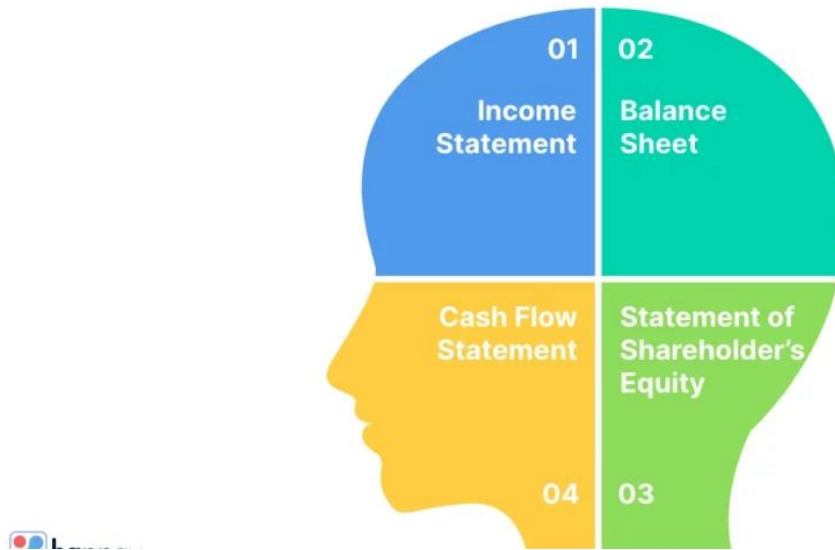 01
Income
Statement
02
Balance
Sheet
Cash Flow
Statement
04
Statement of
Shareholder’s
Equity
03